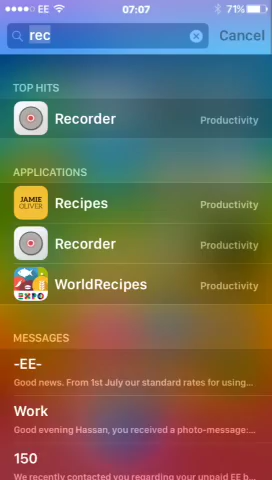 EE 07:07 71%
rec Cancel
TOP HITS
Recorder Productivity
APPLICATIONS
JAMIE
OLIVER
Recipes Productivity
Recorder Productivity
EXPO
WorldRecipes Productivity
MESSAGES
-EE-
Good news. From 1st July our standard rates for using...
Work
Good evening Hassan, you received a photo-message:...
150
We recently contacted you regarding your unpaid EE b...